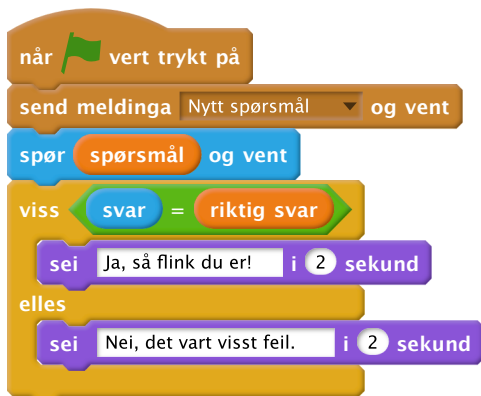 når vert trykt på
send meldinga Nytt spørsmål og vent
spør spørsmål og vent
viss svar = riktig svar
sei Ja, så flink du er! i 2 sekund
elles
sei Nei, det vart visst feil. i 2 sekund